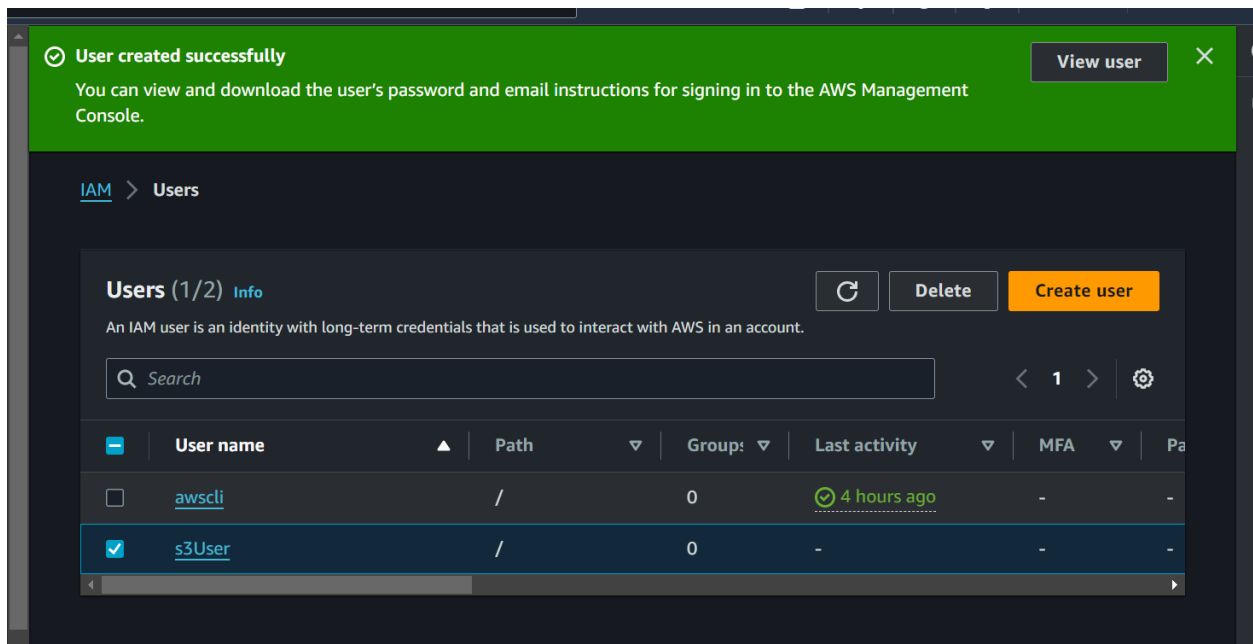 User created successfully
View user
You can view and download the user's password and email instructions for signing in to the AWS Management
Console.
IAM > Users
Users (1/2) Info
Delete
Create user
An IAM user is an identity with long-term credentials that is used to interact with AWS in an account.
Search
1
User name Path Groups Last activity MFA Pa
awscli / 0 4 hours ago - -
s3User / 0 - - -